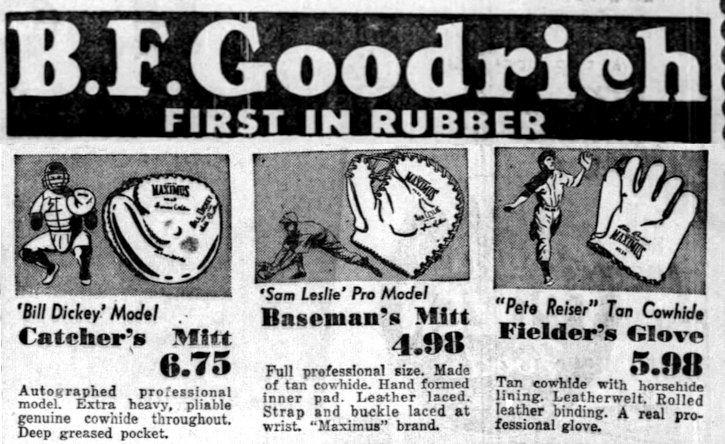 B.F. Goodrich
FIRST IN RUBBER
MAXIMUS
'Bill Dickey' Model
Catcher's Mitt
6.75
Autographed professional
model. Extra heavy, pliable
genuine cowhide throughout.
Deep greased pocket.
MAXIMUS
'Sam Leslie' Pro Model
Baseman's Mitt
4.98
Full professional size. Made
of tan cowhide. Hand formed
inner pad. Leather laced.
Strap and buckle laced at
wrist. "Maximus" brand.
MAXIMUS
"Pete Reiser" Tan Cowhide
Fielder's Glove
5.98
Tan cowhide with horsehide
lining. Leatherwelt. Rolled
leather binding. A real pro-
fessional glove.